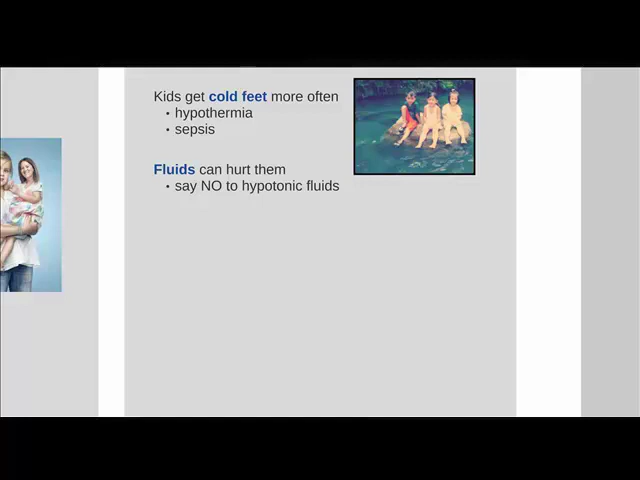 Kids get cold feet more often
• hypothermia
• sepsis
Fluids can hurt them
• say NO to hypotonic fluids